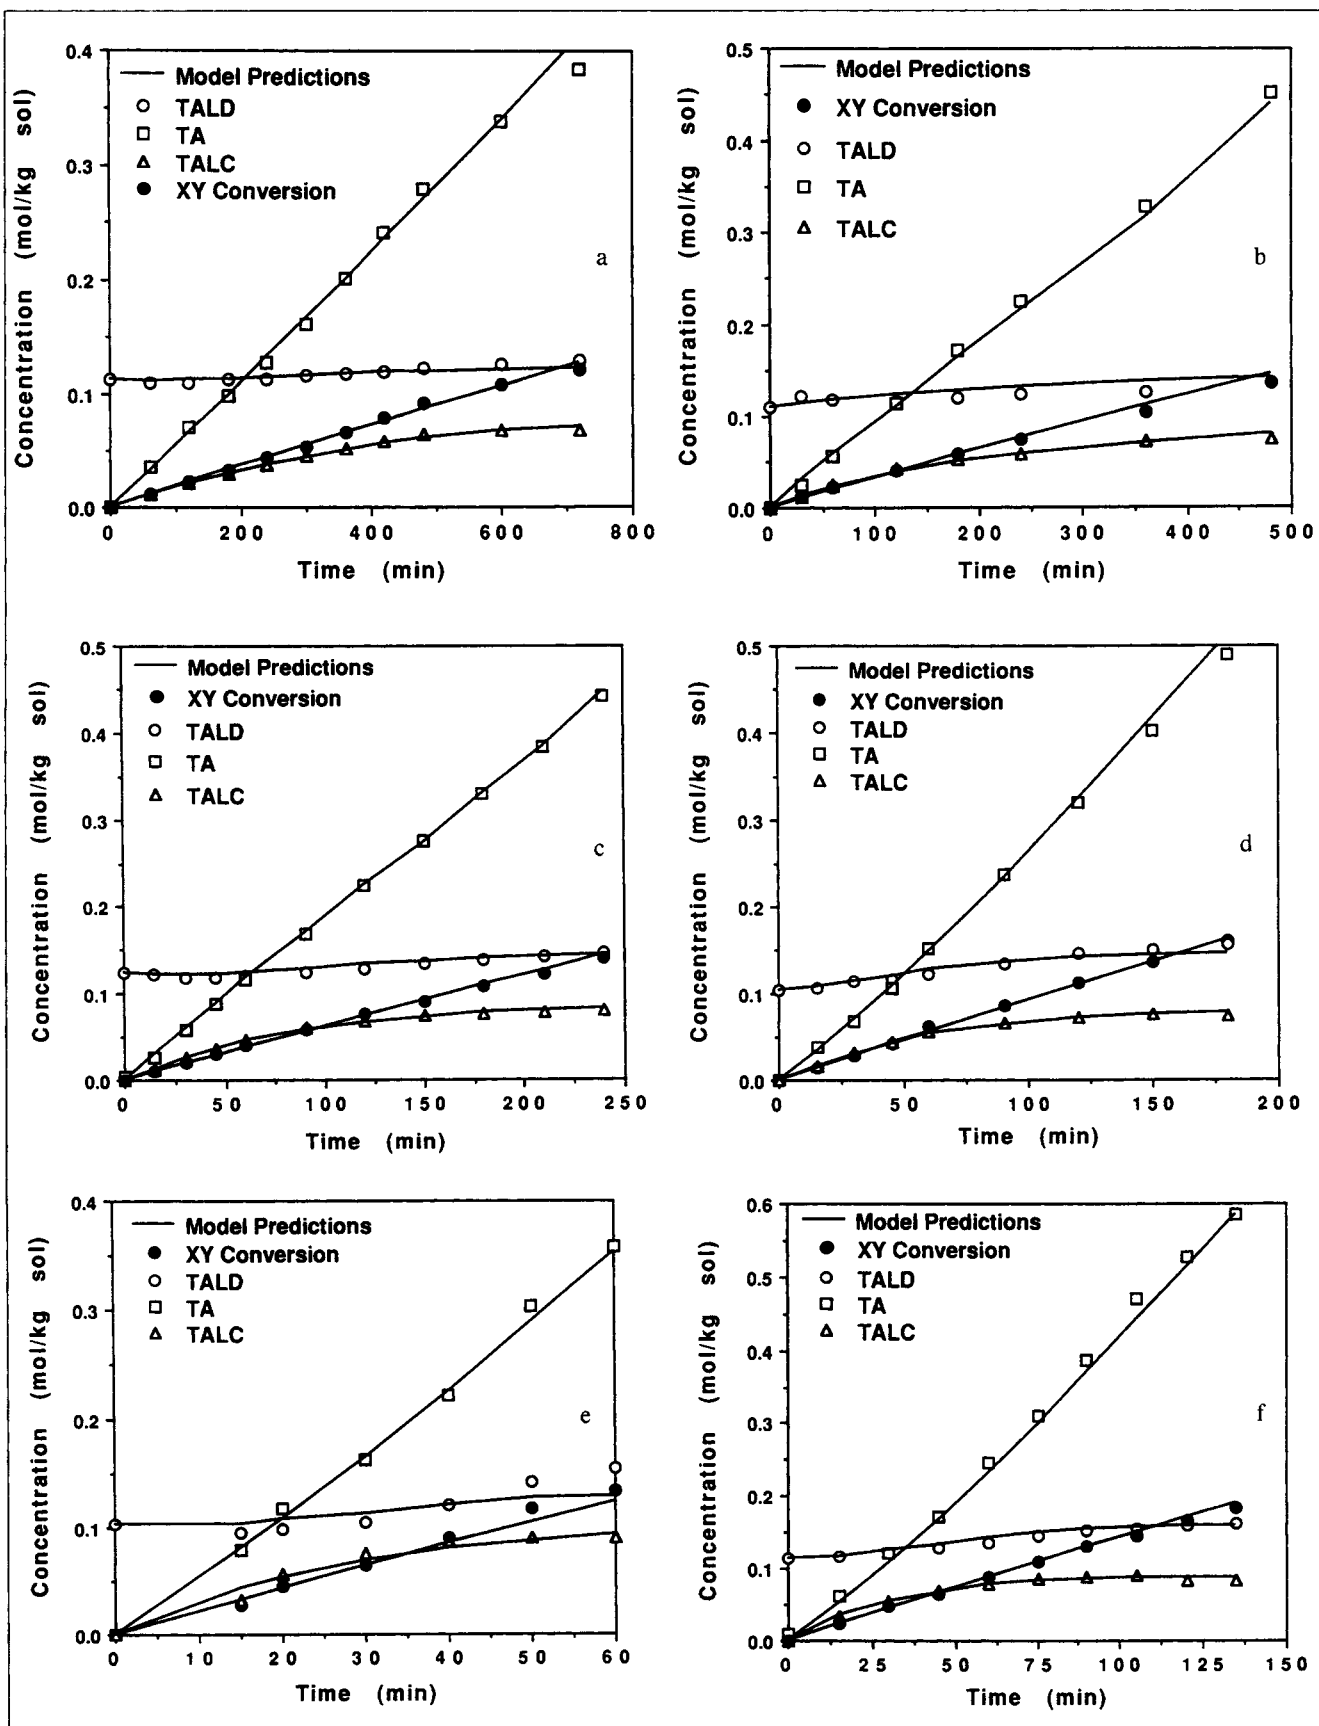 0.4
0.3
0.2
0.1
0.0
Concentration (mol/kg sol)
Model Predictions
TALD
TA
TALC
XY Conversion
a
0 200 400 600 800
Time (min)
0.5
0.4
0.3
0.2
0.1
0.0
Concentration (mol/kg sol)
Model Predictions
XY Conversion
TALD
TA
TALC
b
0 100 200 300 400 500
Time (min)
0.5
0.4
0.3
0.2
0.1
0.0
Concentration (mol/kg sol)
Model Predictions
XY Conversion
TALD
TA
TALC
c
0 50 100 150 200 250
Time (min)
0.5
0.4
0.3
0.2
0.1
0.0
Concentration (mol/kg sol)
Model Predictions
XY Conversion
TALD
TA
TALC
d
0 50 100 150 200
Time (min)
0.4
0.3
0.2
0.1
0.0
Concentration (mol/kg sol)
Model Predictions
XY Conversion
TALD
TA
TALC
e
0 10 20 30 40 50 60
Time (min)
0.6
0.5
0.4
0.3
0.2
0.1
0.0
Concentration (mol/kg sol)
Model Predictions
XY Conversion
TALD
TA
TALC
f
0 25 50 75 100 125 150
Time (min)